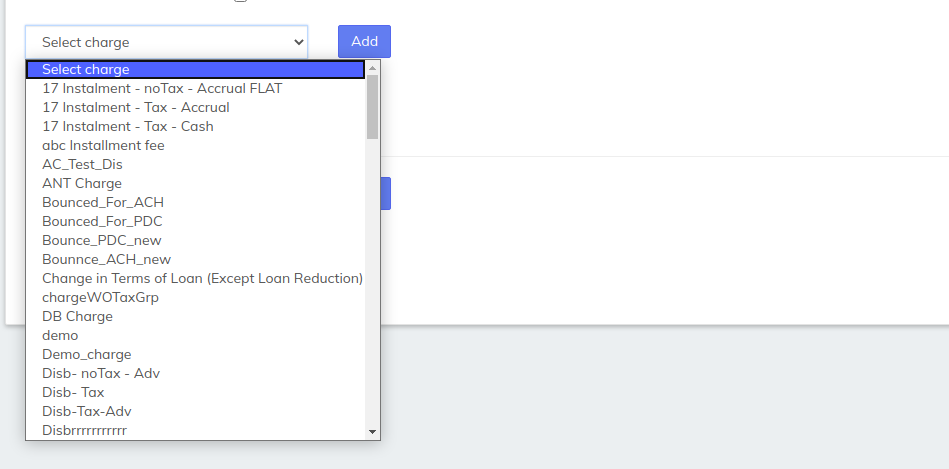 Select charge
Add
Select charge
17 Instalment - noTax - Accrual FLAT
17 Instalment - Tax - Accrual
17 Instalment - Tax - Cash
abc Installment fee
AC_Test_Dis
ANT Charge
Bounced_For_ACH
Bounced_For_PDC
Bounce_PDC_new
Bounnce_ACH_new
Change in Terms of Loan (Except Loan Reduction)
chargeWOTaxGrp
DB Charge
demo
Demo_charge
Disb- noTax - Adv
Disb- Tax
Disb-Tax-Adv
Disbrrrrrrrrrrr